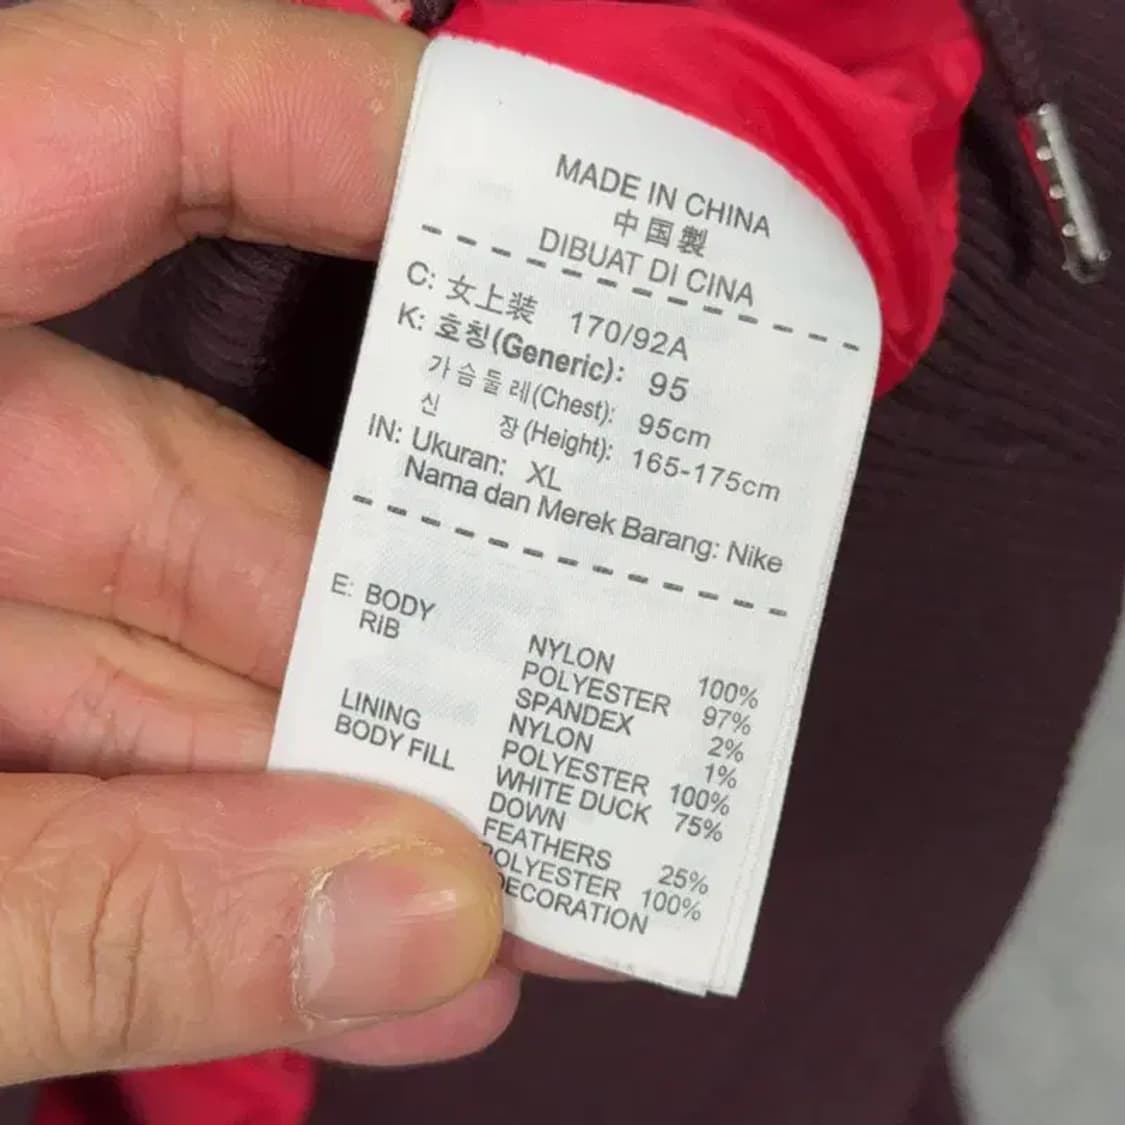 MADE IN CHINA
中国製
DIBUAT DI CINA
C: 女上装 170/92A
K: 호칭(Generic): 95
가슴둘레(Chest): 95cm
신 장(Height): 165-175cm
IN: Ukuran: XL
Nama dan Merek Barang: Nike
E: BODY NYLON 100%
RIB POLYESTER 97%
SPANDEX 2%
NYLON 1%
LINING POLYESTER 100%
BODY FILL WHITE DUCK 75%
DOWN
FEATHERS 25%
POLYESTER 100%
DECORATION